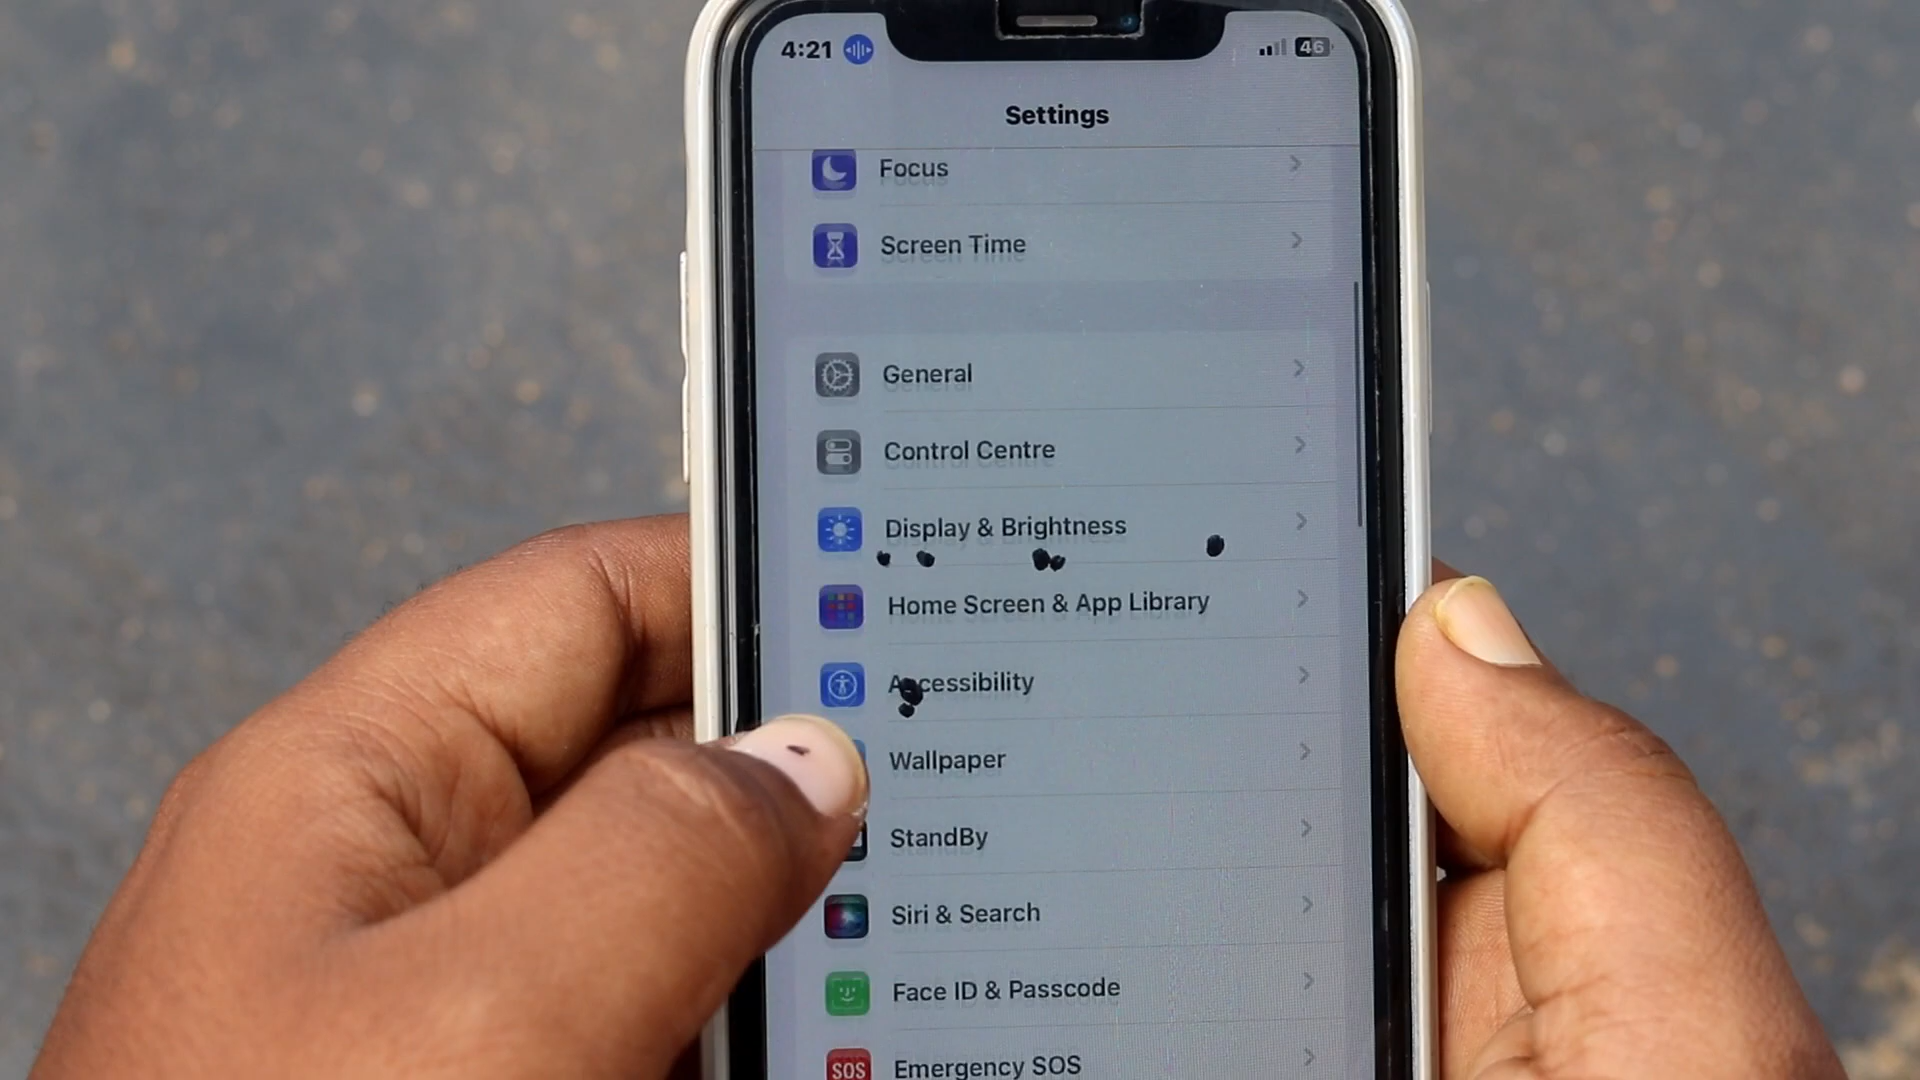 4:21
46
Settings
Focus
Screen Time
General
Control Centre
Display & Brightness
Home Screen & App Library
Accessibility
Wallpaper
StandBy
Siri & Search
Face ID & Passcode
SOS Emergency SOS